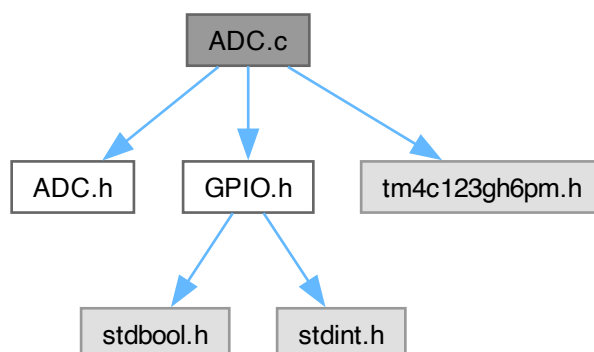 ADC.c
ADC.h
GPIO.h
tm4c123gh6pm.h
stdbool.h
stdint.h